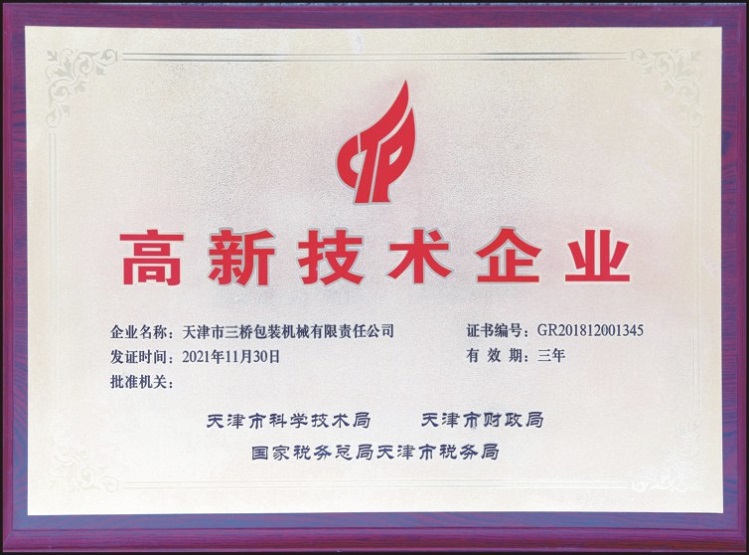 CTP
高新技术企业
企业名称：天津市三桥包装机械有限责任公司
证书编号：GR201812001345
发证时间：2021年11月30日
有 效 期：三年
批准机关：
天津市科学技术局 天津市财政局
国家税务总局天津市税务局